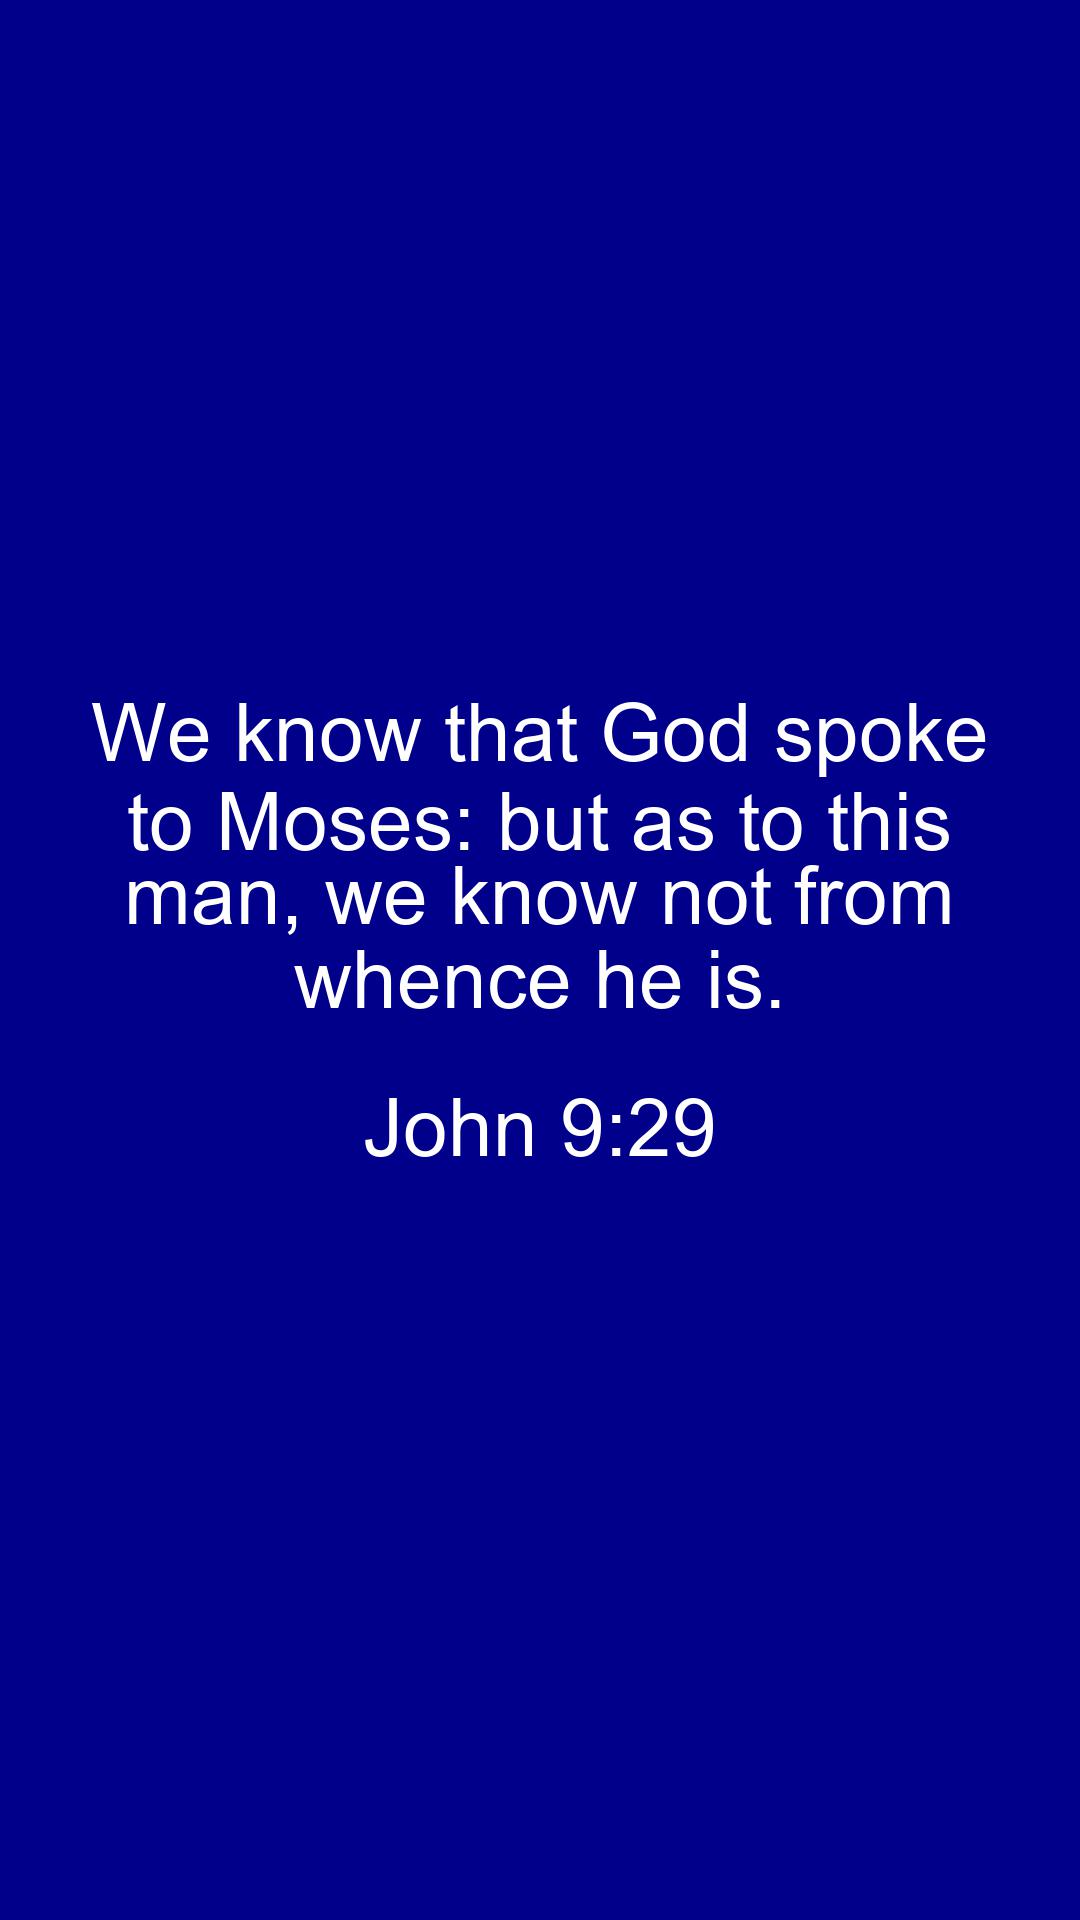 We know that God spoke
to Moses: but as to this
man, we know not from
whence he is.
John 9:29